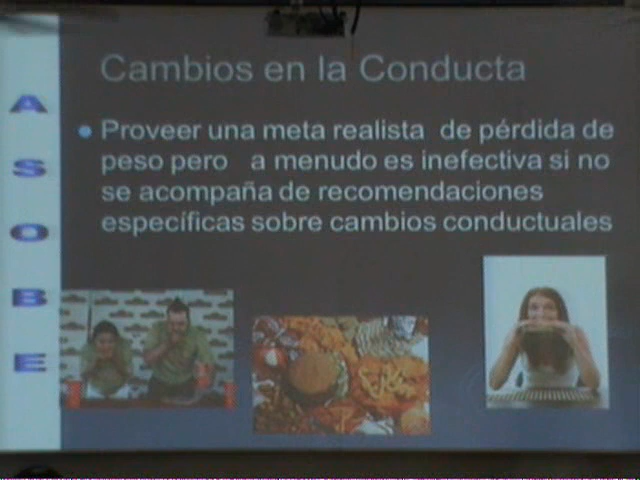 Cambios en la Conducta
Proveer una meta realista de pérdida de
peso pero a menudo es inefectiva si no
se acompaña de recomendaciones
específicas sobre cambios conductuales
A
S
O
B
E